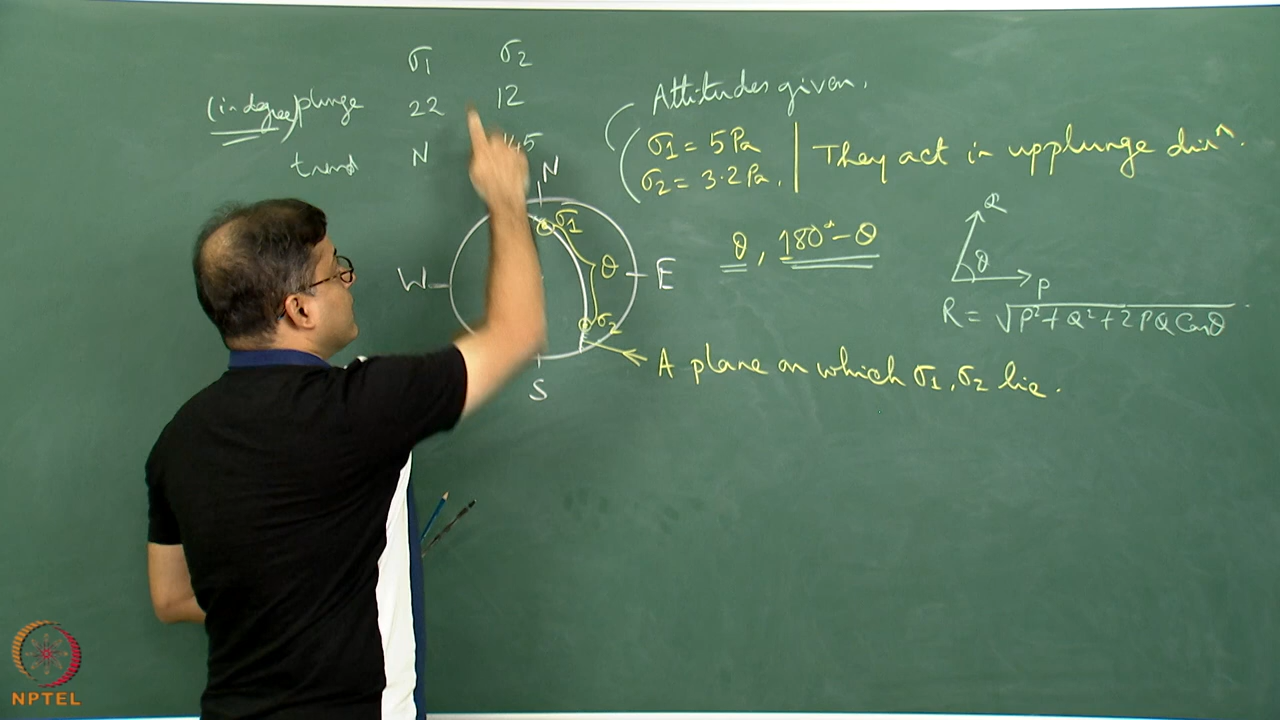 σ1 σ2
(in degree) plunge 22 12
trend N
Attitudes given.
σ1 = 5 Pa
σ2 = 3.2 Pa.
They act in upplunge dirⁿ.
N
W
E
S
σ1
θ
σ2
θ, 180° - θ
R
θ
P
R = √P² + Q² + 2PQ Cosθ
A plane on which σ1, σ2 lie.
NPTEL